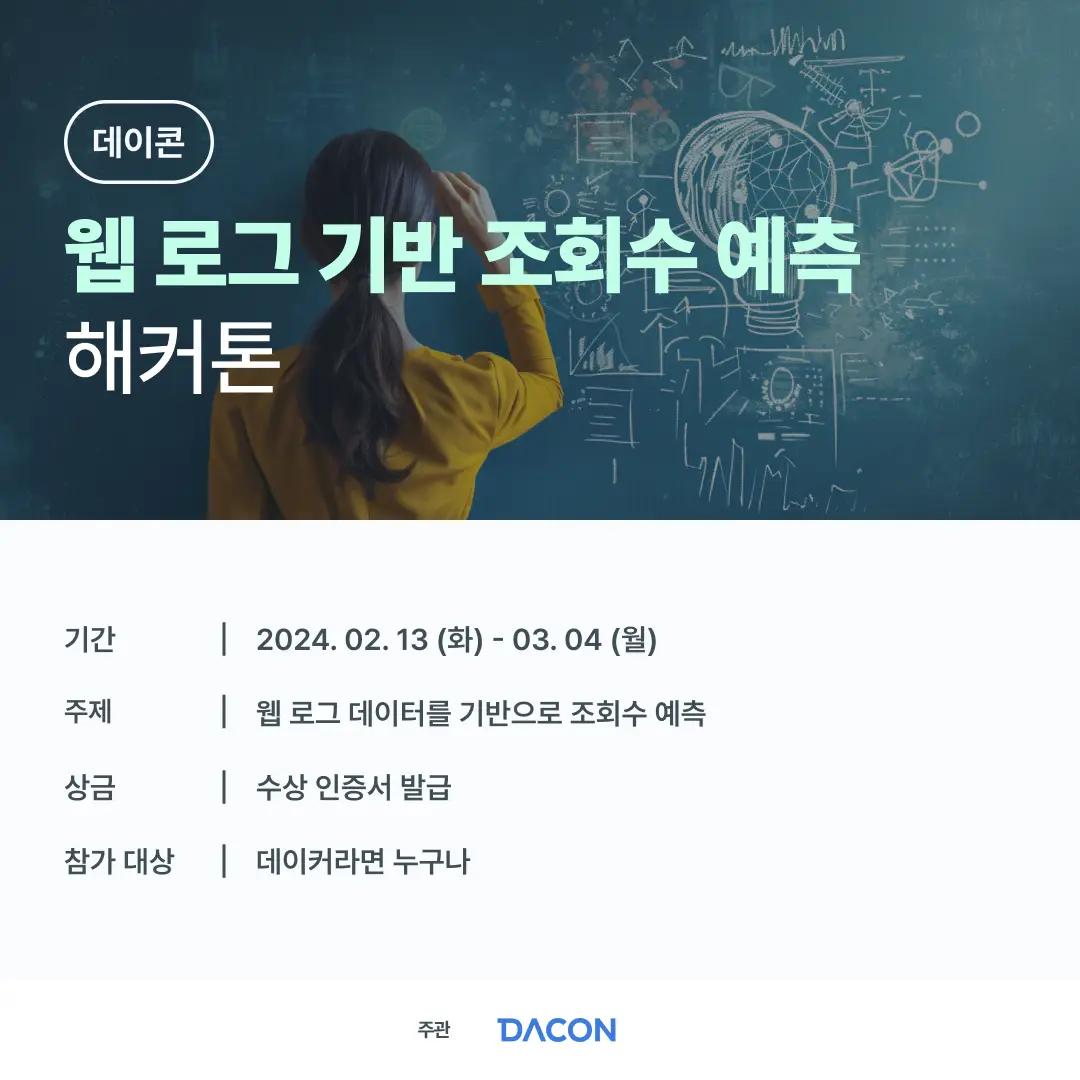 데이콘
웹 로그 기반 조회수 예측
해커톤
기간 | 2024. 02. 13 (화) - 03. 04 (월)
주제 | 웹 로그 데이터를 기반으로 조회수 예측
상금 | 수상 인증서 발급
참가 대상 | 데이커라면 누구나
주관 DACON